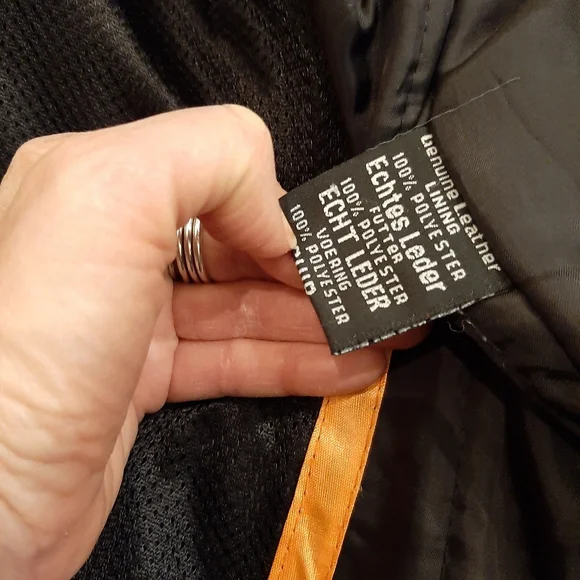 Genuine Leather
LINING
100% POLYESTER
Echtes Leder
FUTTER
100% POLYESTER
ECHT LEDER
VOERING
100% POLYESTER